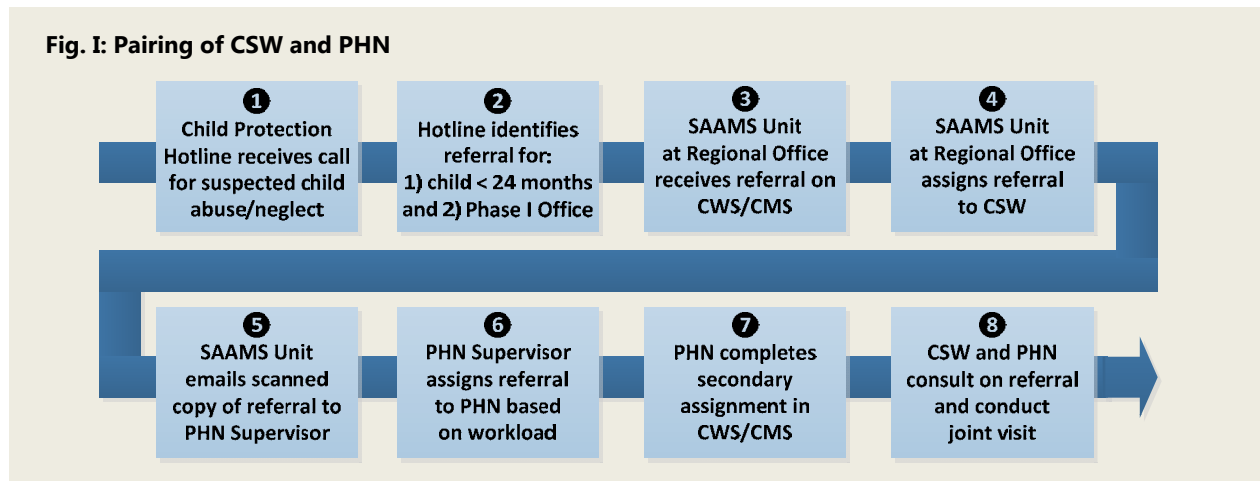 Fig. I: Pairing of CSW and PHN
1
Child Protection
Hotline receives call
for suspected child
abuse/neglect
2
Hotline identifies
referral for:
1) child < 24 months
and 2) Phase I Office
3
SAAMS Unit
at Regional Office
receives referral on
CWS/CMS
4
SAAMS Unit
at Regional Office
assigns referral
to CSW
5
SAAMS Unit
emails scanned
copy of referral to
PHN Supervisor
6
PHN Supervisor
assigns referral
to PHN based
on workload
7
PHN completes
secondary
assignment in
CWS/CMS
8
CSW and PHN
consult on referral
and conduct
joint visit